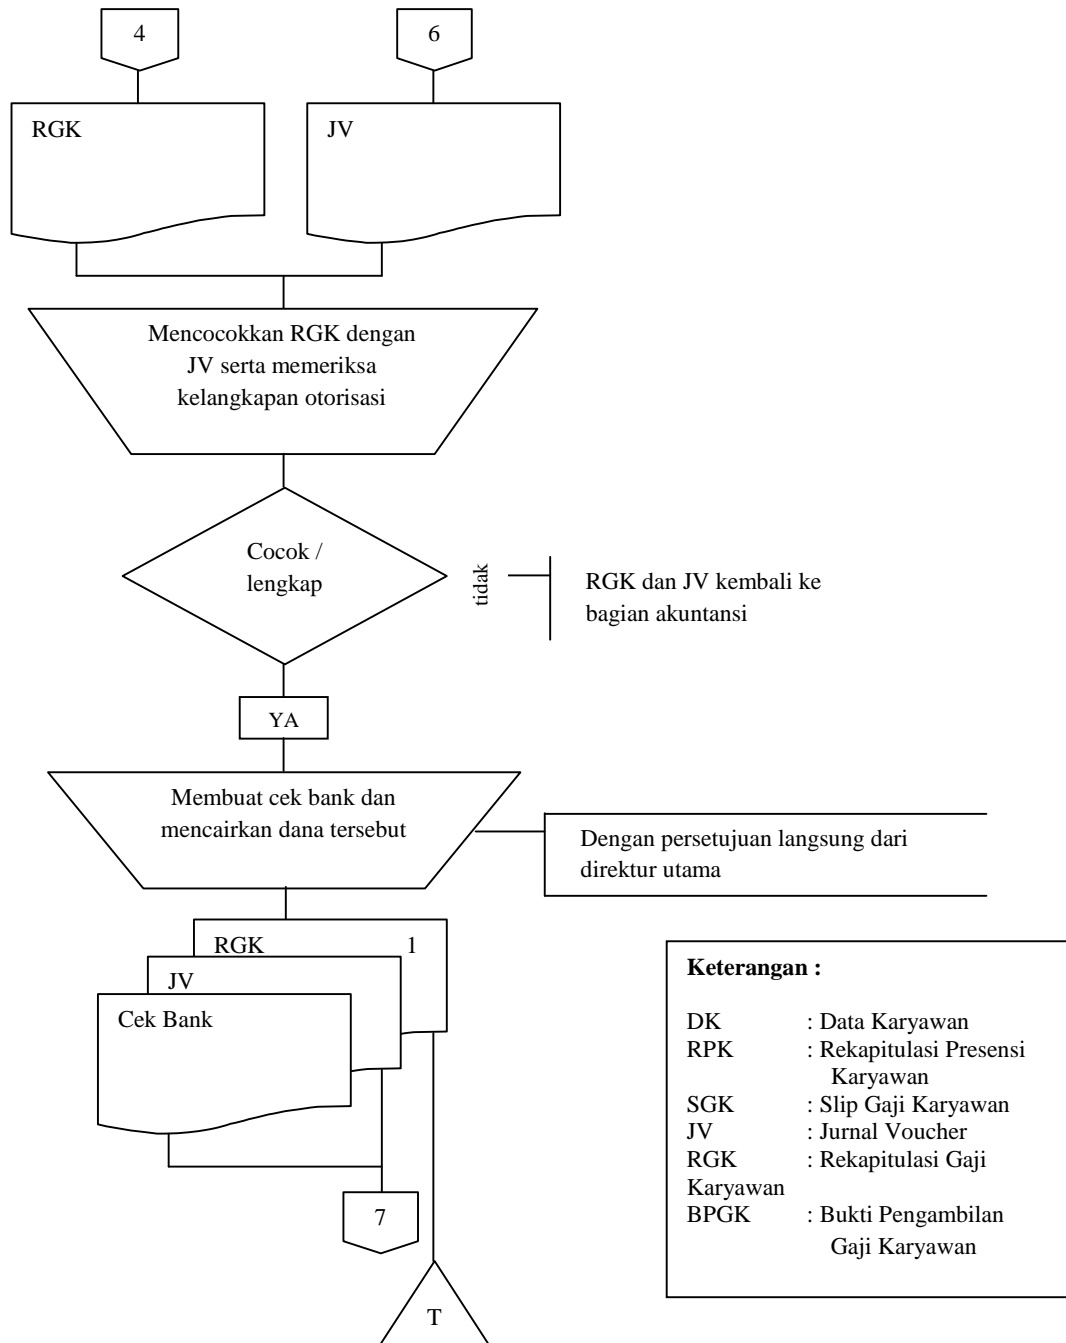 4
6
RGK
JV
Mencocokkan RGK dengan
JV serta memeriksa
kelangkapan otorisasi
Cocok /
lengkap
tidak
RGK dan JV kembali ke
bagian akuntansi
YA
Membuat cek bank dan
mencairkan dana tersebut
Dengan persetujuan langsung dari
direktur utama
RGK 1
JV
Cek Bank
7
T
Keterangan :
DK : Data Karyawan
RPK : Rekapitulasi Presensi
Karyawan
SGK : Slip Gaji Karyawan
JV : Jurnal Voucher
RGK : Rekapitulasi Gaji
Karyawan
BPGK : Bukti Pengambilan
Gaji Karyawan